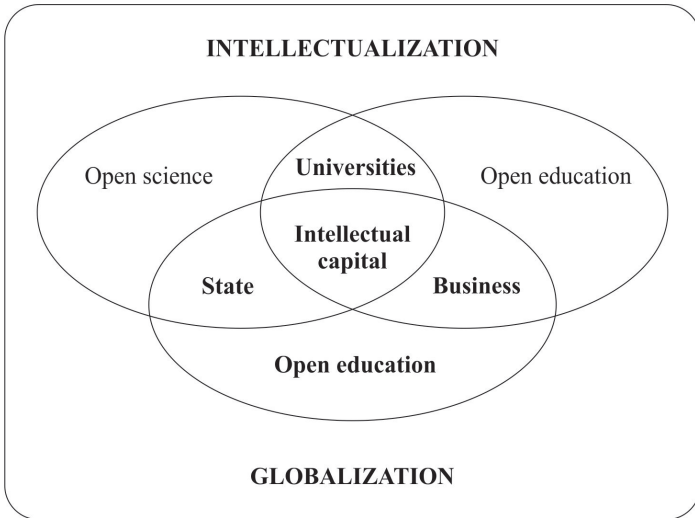 INTELLECTUALIZATION
Universities
Open science
Open education
Intellectual
capital
State
Business
Open education
GLOBALIZATION